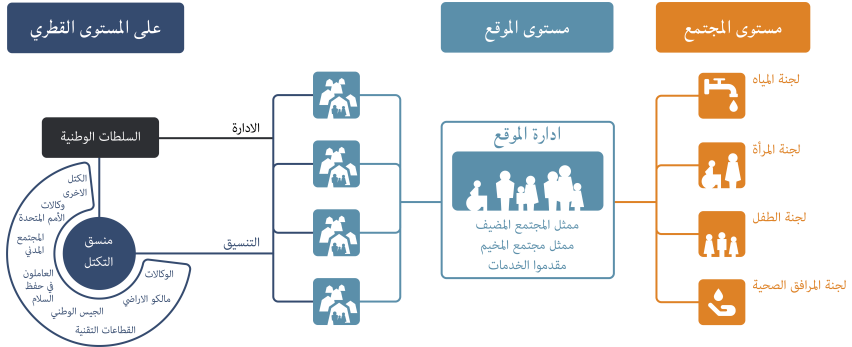 مستوى المجتمع
مستوى الموقع
على المستوى القطري
لجنة المياه
لجنة المرأة
لجنة الطفل
لجنة المرافق الصحية
ادارة الموقع
ممثل المجتمع المضيف
ممثل مجتمع المخيم
مقدموا الخدمات
الادارة
التنسيق
السلطات الوطنية
منسق
التكتل
الكتل
الاخرى
وكالات
الأمم المتحدة
المجتمع
المدني
العاملون
في حفظ
السلام
الجيس الوطني
القطاعات التقنية
مالكو الاراضي
الوكالات